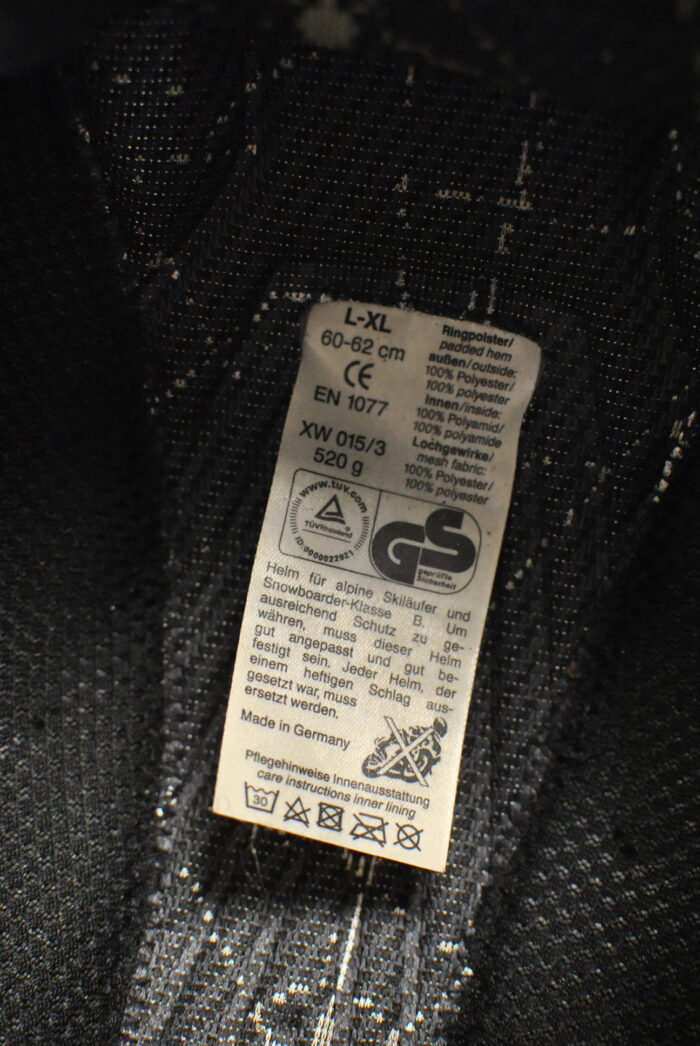 L-XL
60-62 cm
CE
EN 1077
XW 015/3
520 g
Ringpolster/
padded hem
außen/outside:
100% Polyester/
100% polyester
innen/inside:
100% Polyamid/
100% polyamide
Lochgewirke/
mesh fabric:
100% Polyester/
100% polyester
www.tuv.com
TÜVRheinland
ID:0000022921
GS
geprüfte
Sicherheit
Helm für alpine Skiläufer und
Snowboarder-Klasse B. Um
ausreichend Schutz zu ge-
währen, muss dieser Helm
gut angepasst und gut be-
festigt sein. Jeder Helm, der
einem heftigen Schlag aus-
gesetzt war, muss
ersetzt werden.
Made in Germany
Pflegehinweise Innenausstattung
care instructions inner lining
30